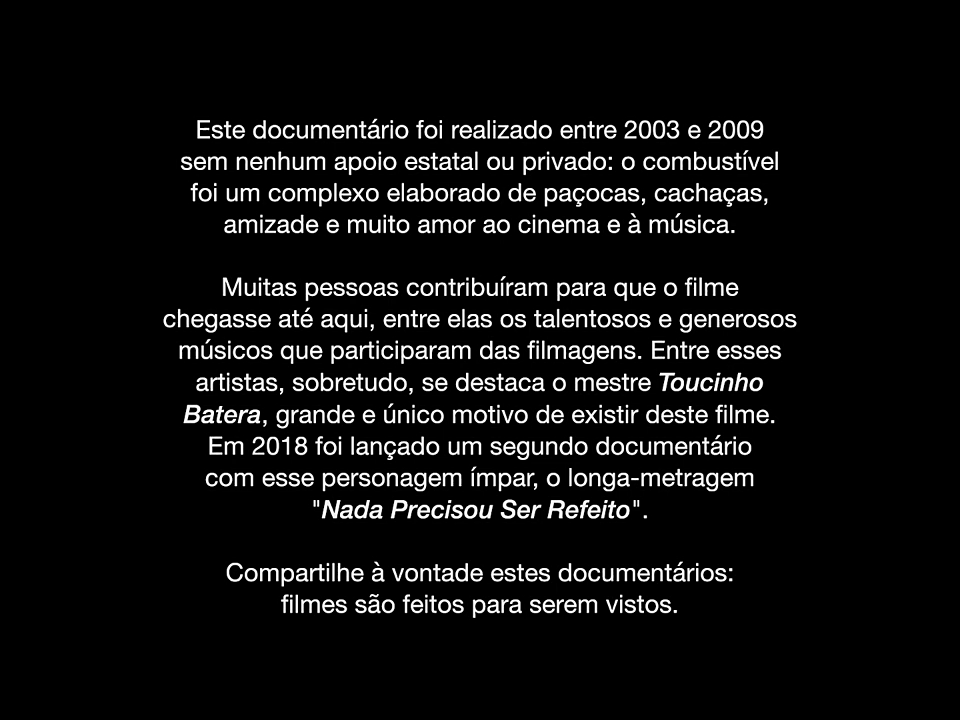 Este documentário foi realizado entre 2003 e 2009
sem nenhum apoio estatal ou privado: o combustível
foi um complexo elaborado de paçocas, cachaças,
amizade e muito amor ao cinema e à música.
Muitas pessoas contribuíram para que o filme
chegasse até aqui, entre elas os talentosos e generosos
músicos que participaram das filmagens. Entre esses
artistas, sobretudo, se destaca o mestre Toucinho
Batera, grande e único motivo de existir deste filme.
Em 2018 foi lançado um segundo documentário
com esse personagem ímpar, o longa-metragem
"Nada Precisou Ser Refeito".
Compartilhe à vontade estes documentários:
filmes são feitos para serem vistos.